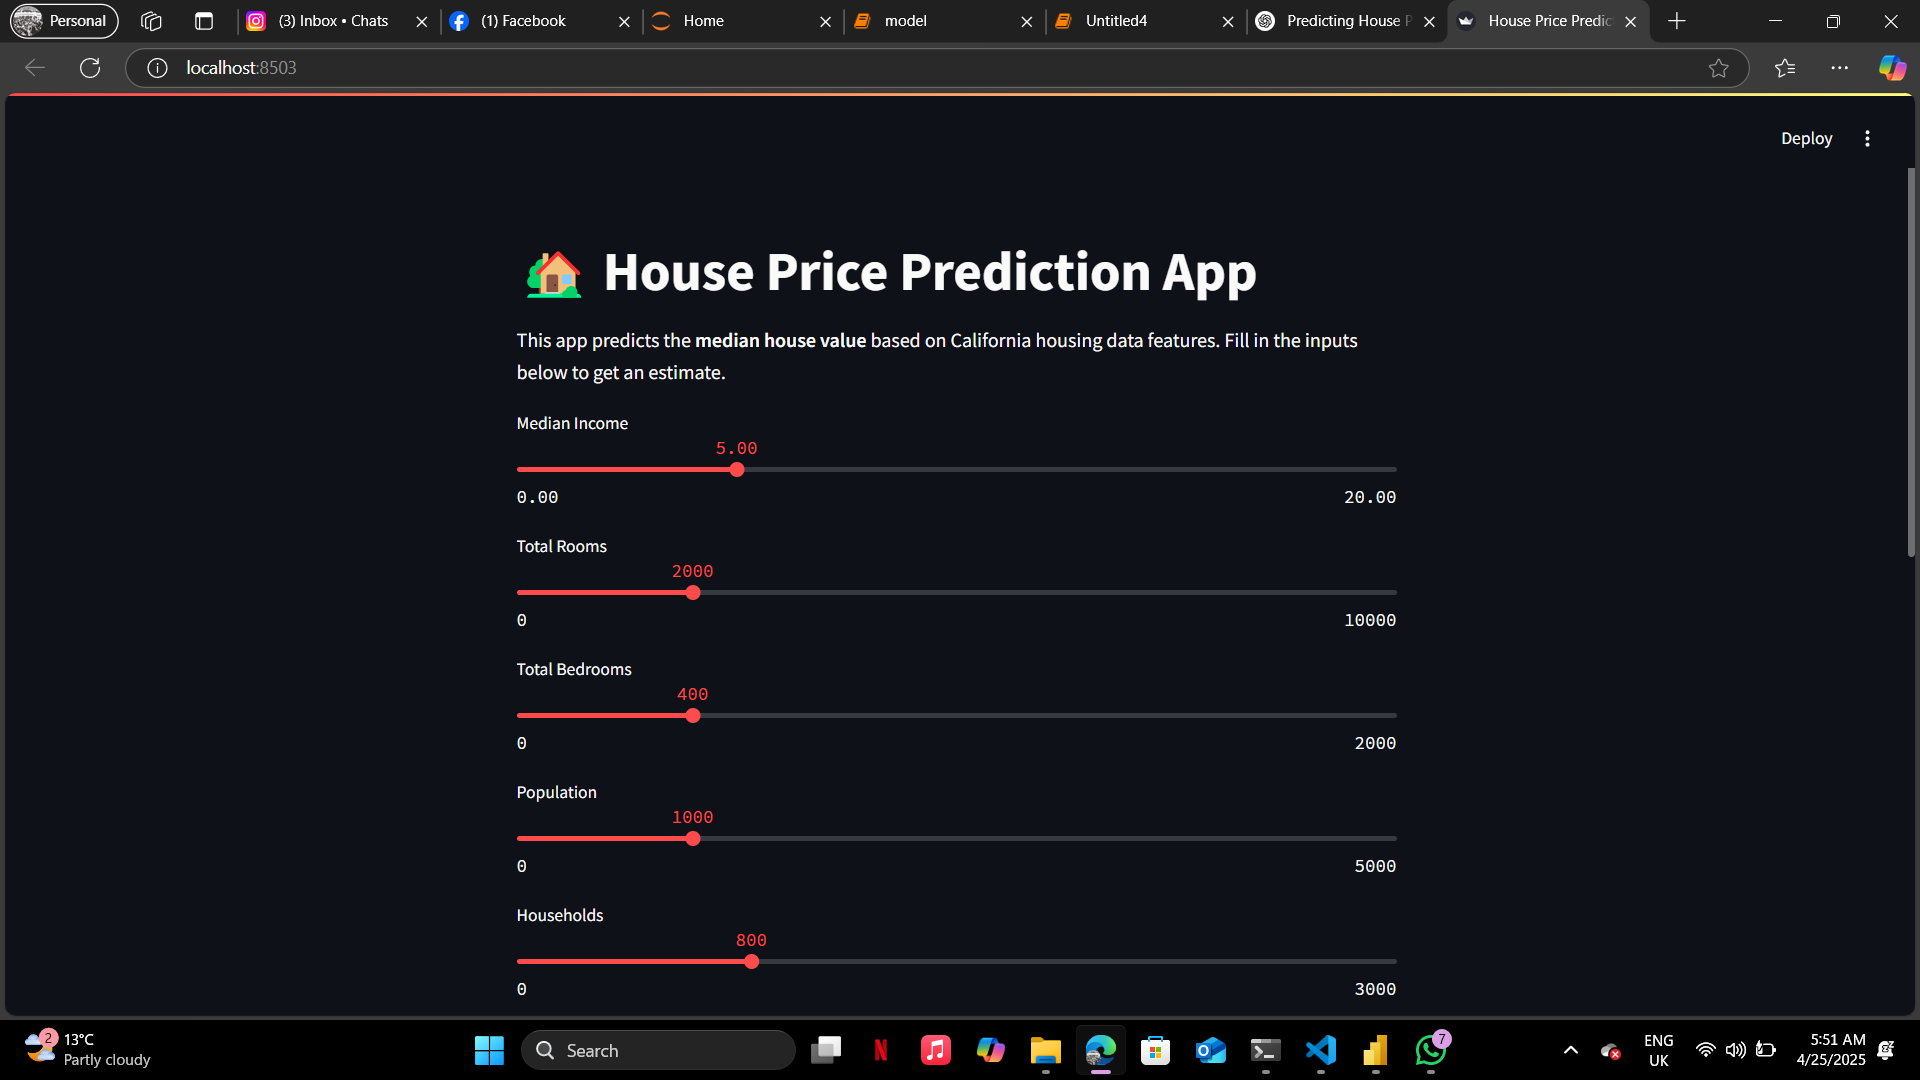 Personal
(3) Inbox • Chats
(1) Facebook
Home
model
Untitled4
Predicting House P
House Price Predic
localhost:8503
Deploy
House Price Prediction App
This app predicts the median house value based on California housing data features. Fill in the inputs
below to get an estimate.
Median Income
5.00
0.00 20.00
Total Rooms
2000
0 10000
Total Bedrooms
400
0 2000
Population
1000
0 5000
Households
800
0 3000
2
13°C
Partly cloudy
Search
7
ENG
UK
5:51 AM
4/25/2025